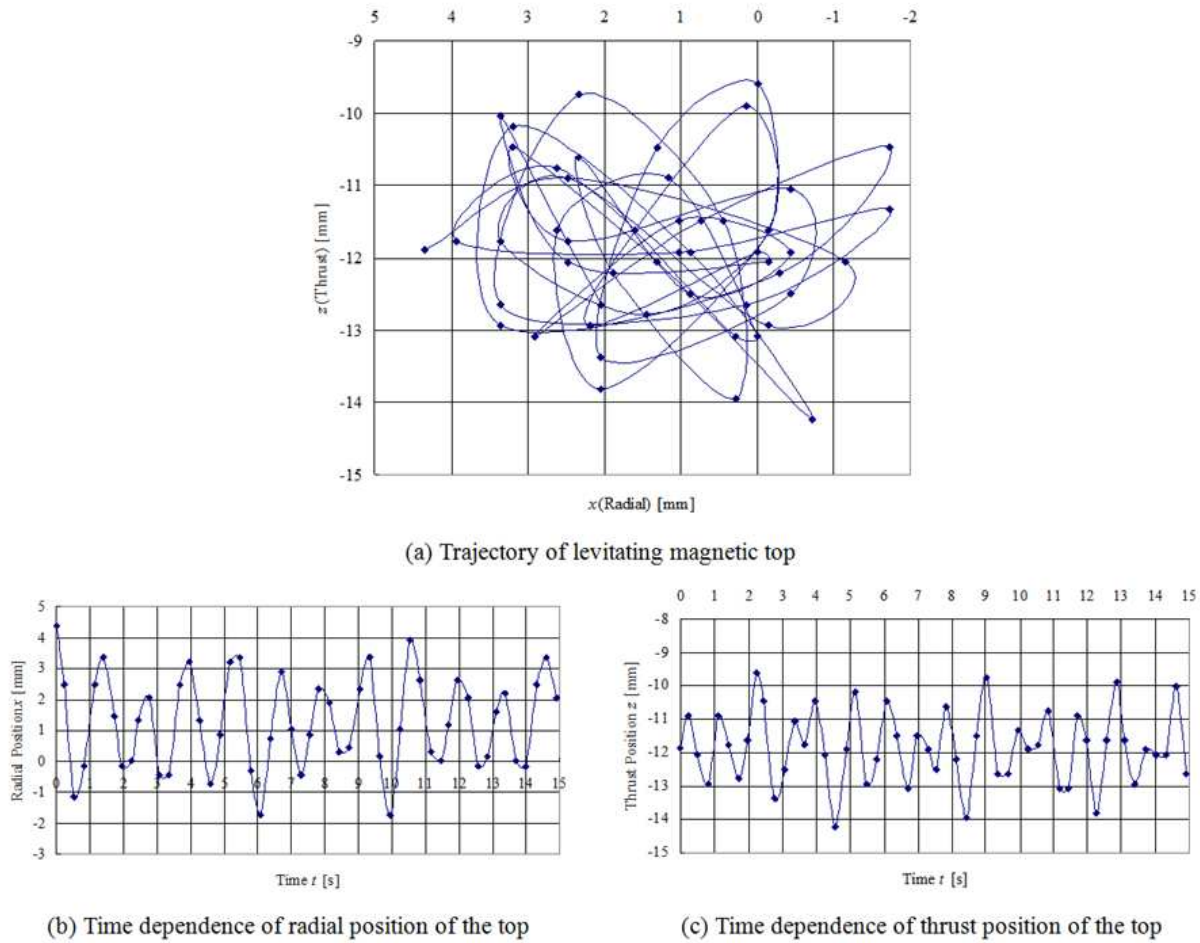 5 4 3 2 1 0 -1 -2
-9
-10
-11
-12
-13
-14
-15
z(Thrust) [mm]
x(Radial) [mm]
(a) Trajectory of levitating magnetic top
5
4
3
2
1
0
-1
-2
-3
Radial Positionx [mm]
0 1 2 3 4 5 6 7 8 9 10 11 12 13 14 15
Time t [s]
(b) Time dependence of radial position of the top
0 1 2 3 4 5 6 7 8 9 10 11 12 13 14 15
-8
-9
-10
-11
-12
-13
-14
-15
Thrust Position z [mm]
Time t [s]
(c) Time dependence of thrust position of the top